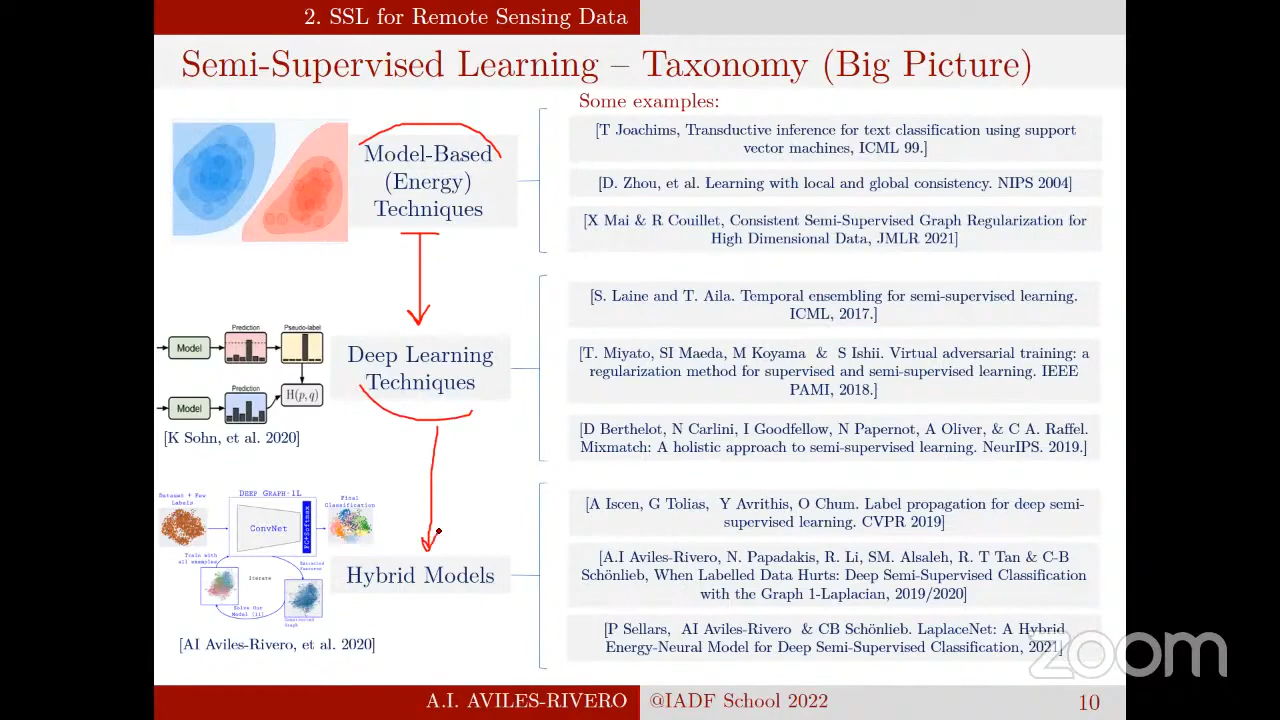 2. SSL for Remote Sensing Data
Semi-Supervised Learning – Taxonomy (Big Picture)
Some examples:
Model-Based
(Energy)
Techniques
[T Joachims, Transductive inference for text classification using support
vector machines, ICML 99.]
[D. Zhou, et al. Learning with local and global consistency. NIPS 2004]
[X Mai & R Couillet, Consistent Semi-Supervised Graph Regularization for
High Dimensional Data, JMLR 2021]
Prediction
Pseudo-label
Model
Prediction
Model
H(p, q)
[K Sohn, et al. 2020]
Deep Learning
Techniques
[S. Laine and T. Aila. Temporal ensembling for semi-supervised learning.
ICML, 2017.]
[T. Miyato, SI Maeda, M Koyama & S Ishii. Virtual adversarial training: a
regularization method for supervised and semi-supervised learning. IEEE
PAMI, 2018.]
[D Berthelot, N Carlini, I Goodfellow, N Papernot, A Oliver, & C A. Raffel.
Mixmatch: A holistic approach to semi-supervised learning. NeurIPS. 2019.]
Dataset + Few
Labels
Deep Graph-1L
Final
Classification
ConvNet
FC+Softmax
Train with
all examples
Iterate
Extracted
Features
Solve Our
Model (11)
Constructed
Graph
[AI Aviles-Rivero, et al. 2020]
Hybrid Models
[A Iscen, G Tolias, Y Avrithis, O Chum. Label propagation for deep semi-
supervised learning. CVPR 2019]
[A.I Aviles-Rivero, N. Papadakis, R. Li, SM Alsaleh, R. T Tan & C-B
Schönlieb, When Labelled Data Hurts: Deep Semi-Supervised Classification
with the Graph 1-Laplacian, 2019/2020]
[P Sellars, AI Aviles-Rivero & CB Schönlieb. LaplaceNet: A Hybrid
Energy-Neural Model for Deep Semi-Supervised Classification, 2021]
zoom
A.I. AVILES-RIVERO
@IADF School 2022
10